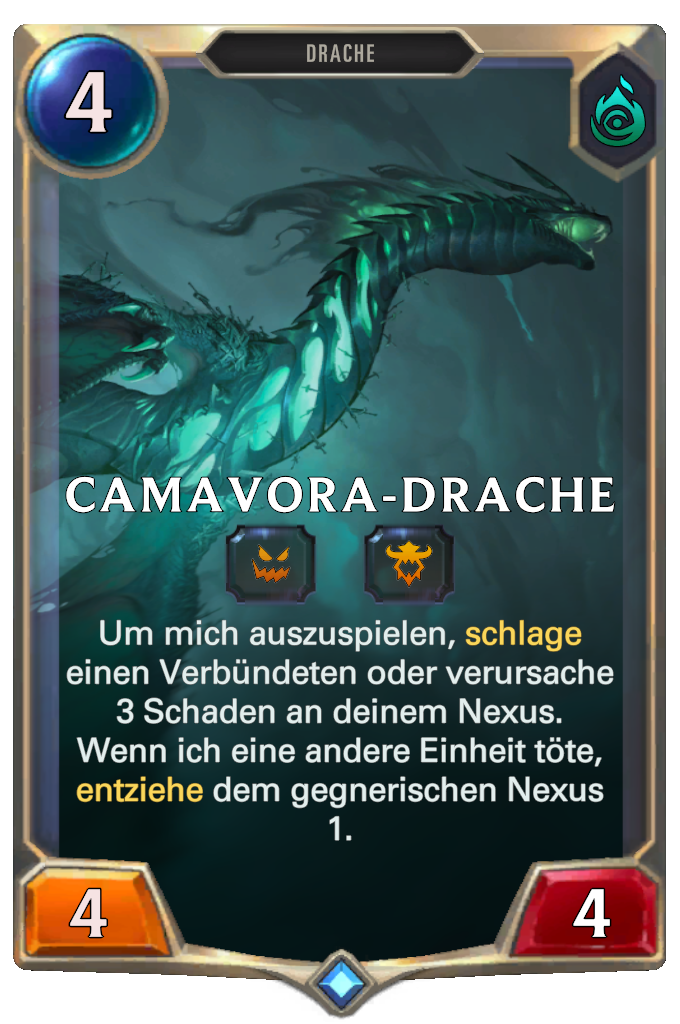 DRACHE
4
CAMAVORA-DRACHE
Um mich auszuspielen, schlage
einen Verbündeten oder verursache
3 Schaden an deinem Nexus.
Wenn ich eine andere Einheit töte,
entziehe dem gegnerischen Nexus
1.
4
4